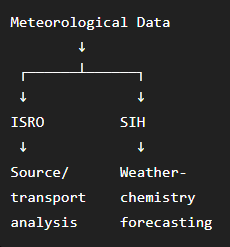 Meteorological Data
ISRO SIH
Source/ Weather-
transport chemistry
analysis forecasting